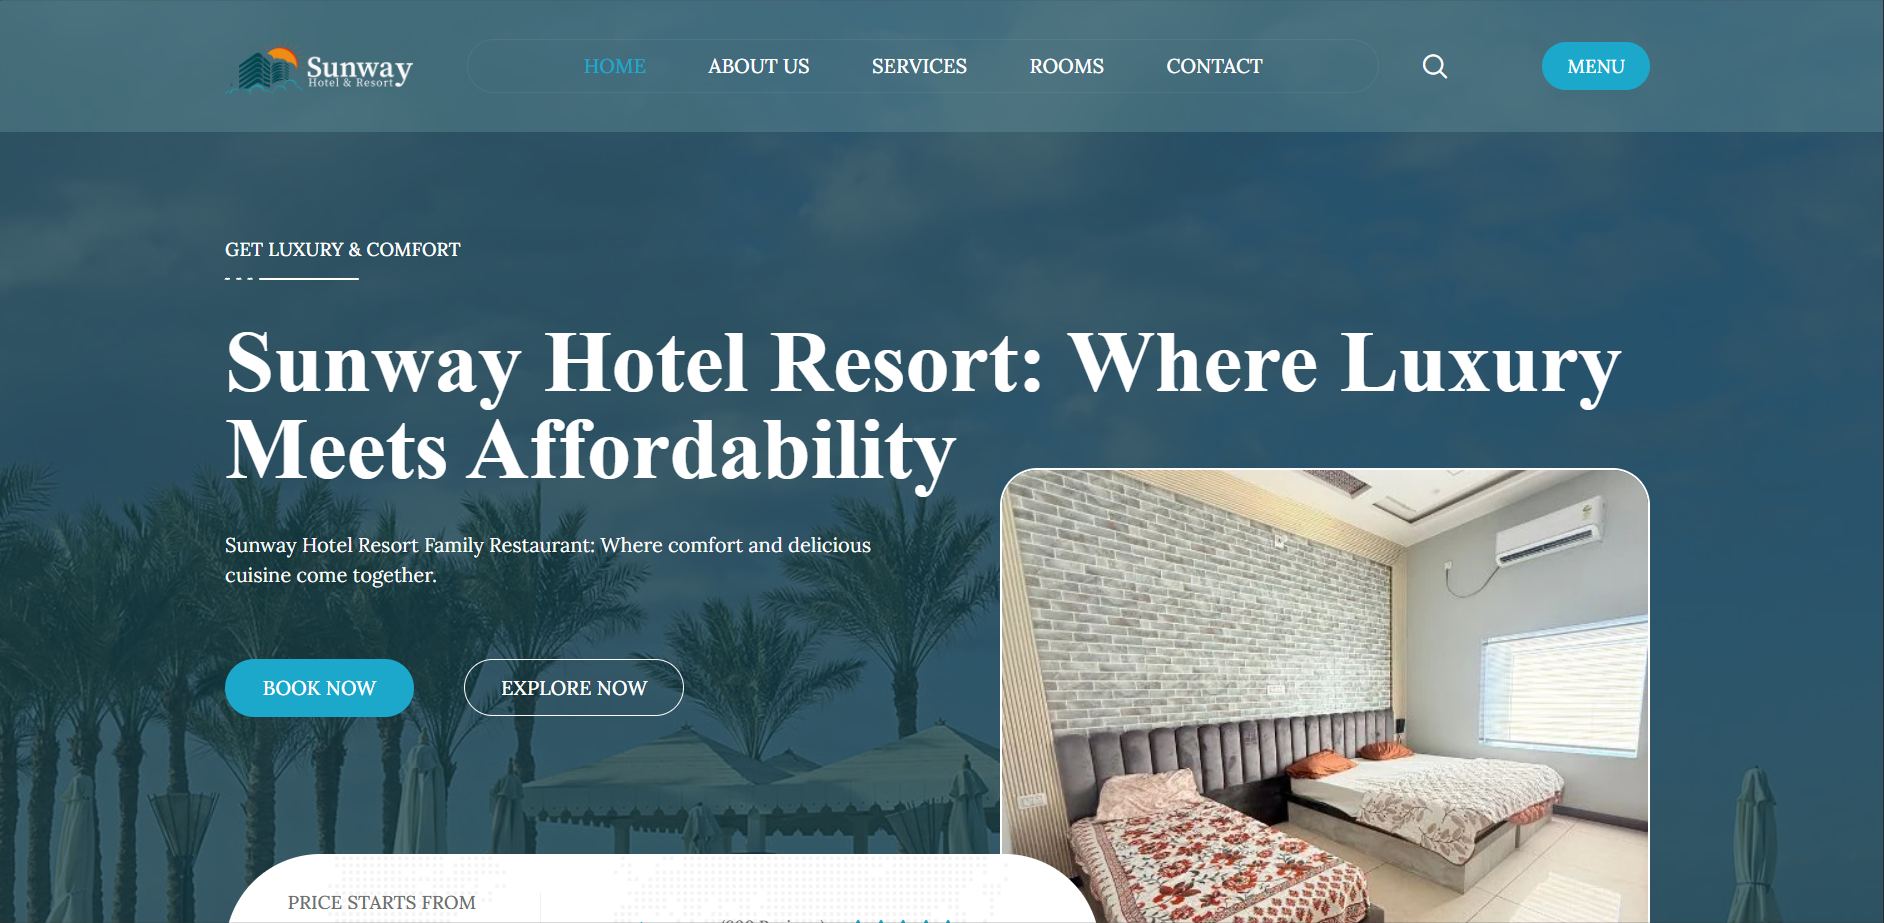 Sunway
Hotel & Resort
HOME
ABOUT US
SERVICES
ROOMS
CONTACT
MENU
GET LUXURY & COMFORT
Sunway Hotel Resort: Where Luxury
Meets Affordability
Sunway Hotel Resort Family Restaurant: Where comfort and delicious
cuisine come together.
BOOK NOW
EXPLORE NOW
PRICE STARTS FROM